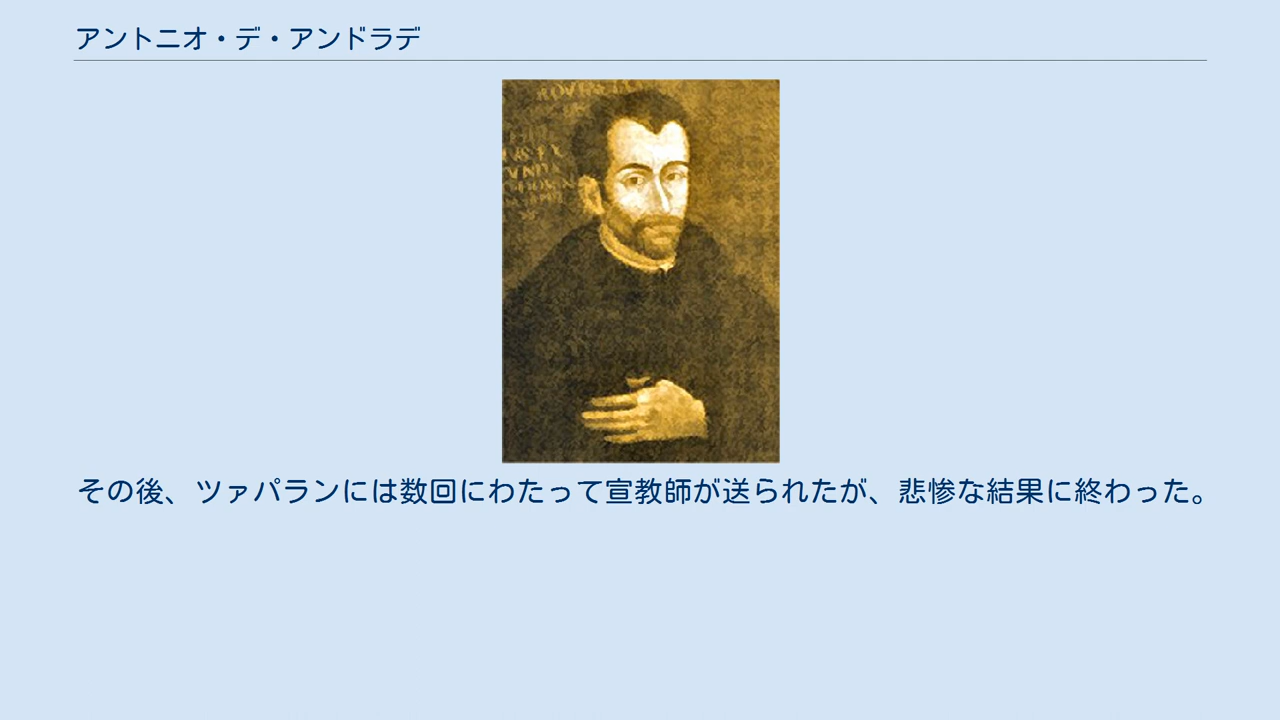 アントニオ・デ・アンドラデ
その後、ツァパランには数回にわたって宣教師が送られたが、悲惨な結果に終わった。